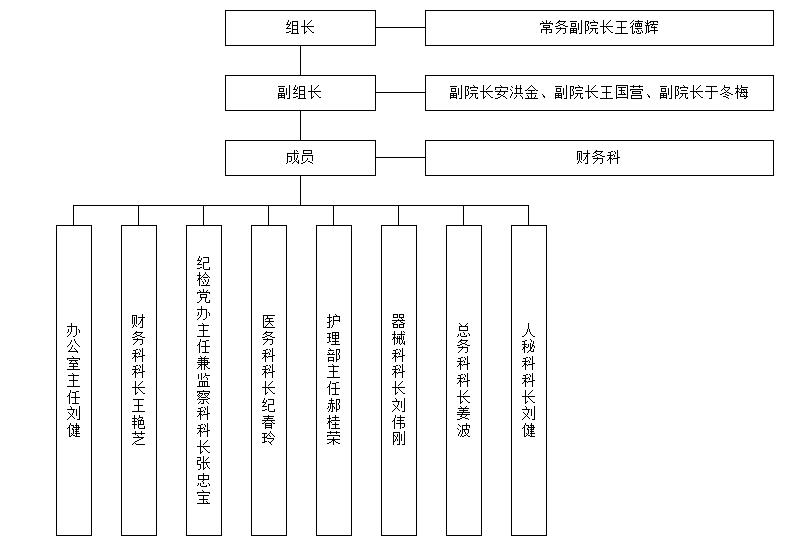 组长
常务副院长王德辉
副组长
副院长安洪金、副院长王国营、副院长于冬梅
成员
财务科
办公室主任刘健
财务科科长王艳芝
纪检党办主任兼监察科科长张忠宝
医务科科长纪春玲
护理部主任郝桂荣
器械科科长刘伟刚
总务科科长姜波
人秘科科长刘健